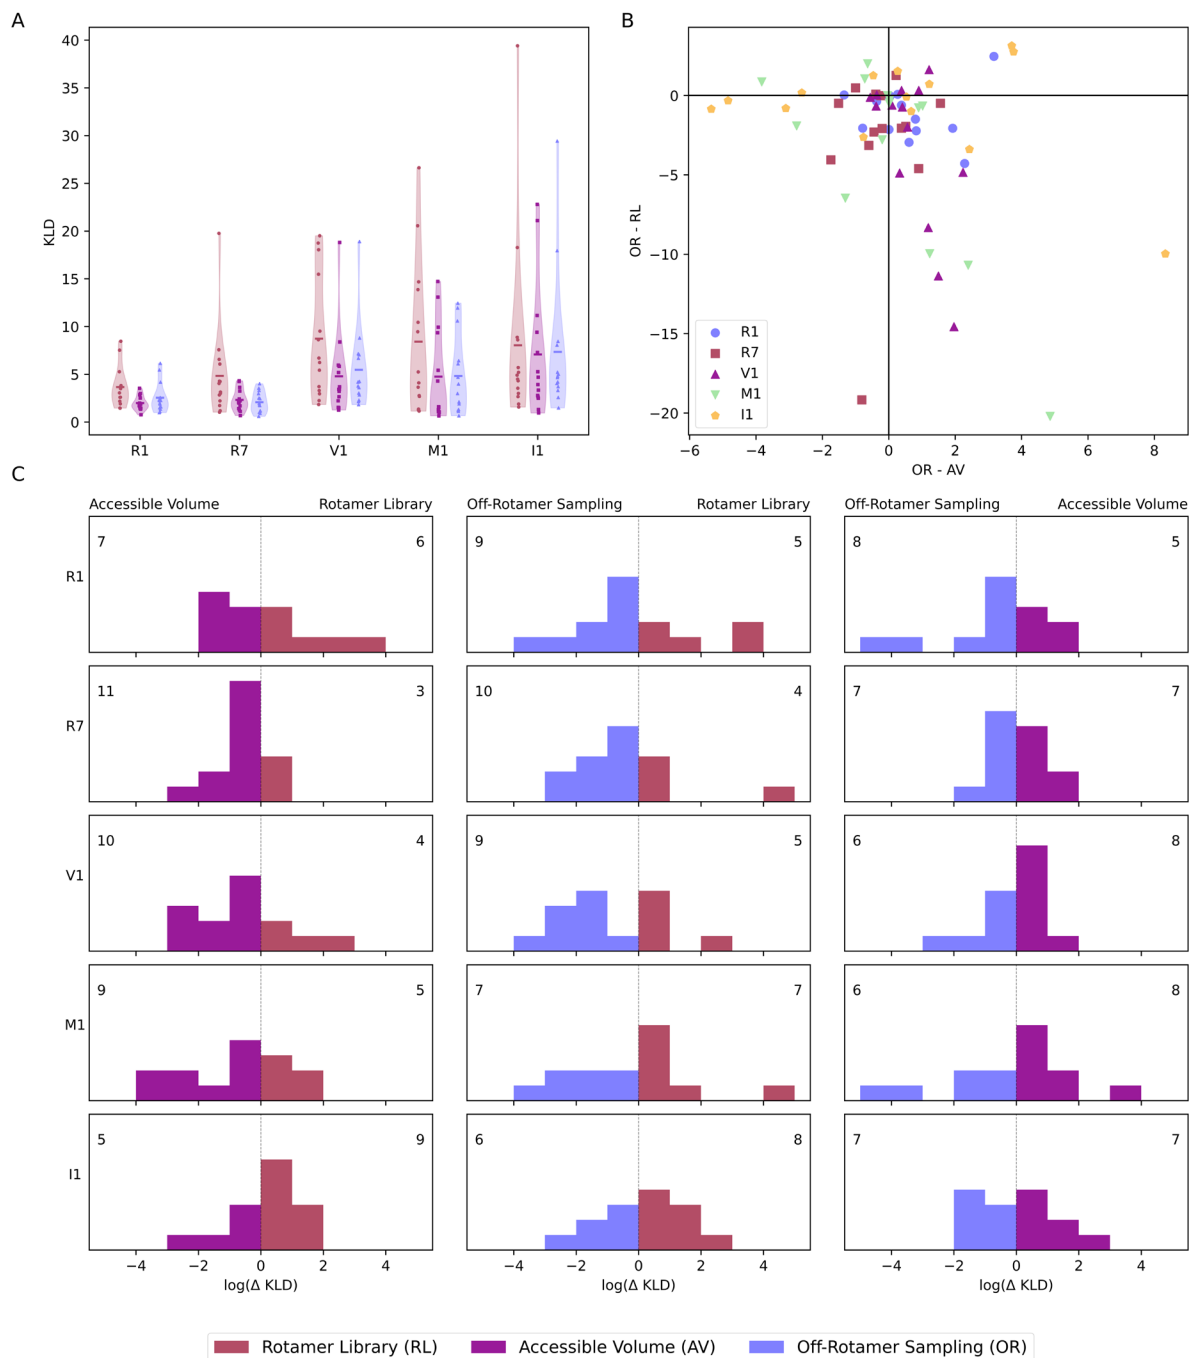 A
KLD
40
35
30
25
20
15
10
5
0
R1 R7 V1 M1 I1
B
OR - RL
0
−5
−10
−15
−20
R1
R7
V1
M1
I1
−6 −4 −2 0 2 4 6 8
OR - AV
C
Accessible Volume Rotamer Library Off-Rotamer Sampling Rotamer Library Off-Rotamer Sampling Accessible Volume
7 6 9 5 8 5
R1
11 3 10 4 7 7
R7
10 4 9 5 6 8
V1
9 5 7 7 6 8
M1
5 9 6 8 7 7
I1
−4 −2 0 2 4 −4 −2 0 2 4 −4 −2 0 2 4
log(Δ KLD) log(Δ KLD) log(Δ KLD)
Rotamer Library (RL) Accessible Volume (AV) Off-Rotamer Sampling (OR)